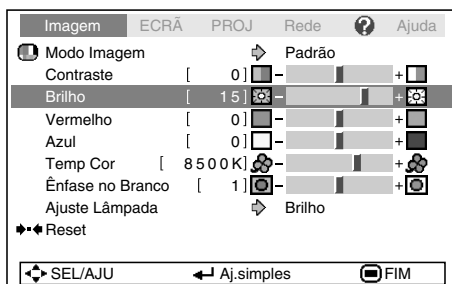 Imagem ECRÃ PROJ Rede ? Ajuda
Modo Imagem Padrão
Contraste [ 0] - +
Brilho [ 15] - +
Vermelho [ 0] - +
Azul [ 0] - +
Temp Cor [ 8500K] - +
Ênfase no Branco [ 1] - +
Ajuste Lâmpada Brilho
Reset
SEL/AJU Aj.simples FIM